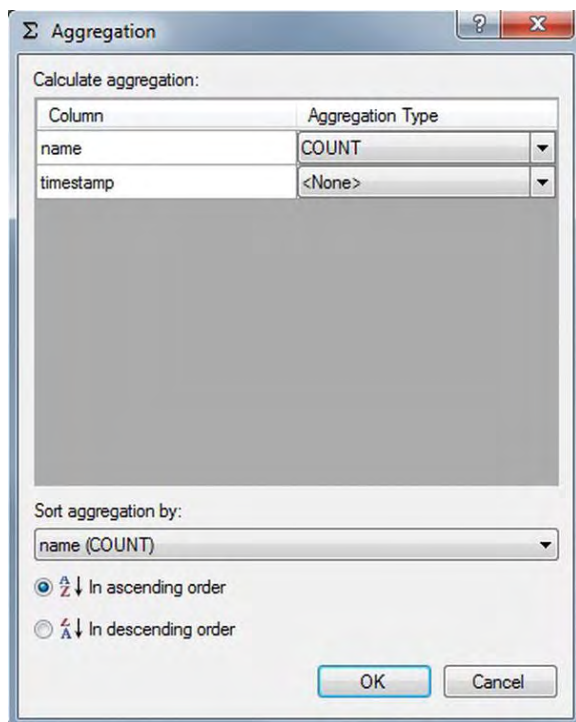 Σ Aggregation ? X
Calculate aggregation:
Column Aggregation Type
name COUNT
timestamp <None>
Sort aggregation by:
name (COUNT)
A Z In ascending order
Z A In descending order
OK Cancel